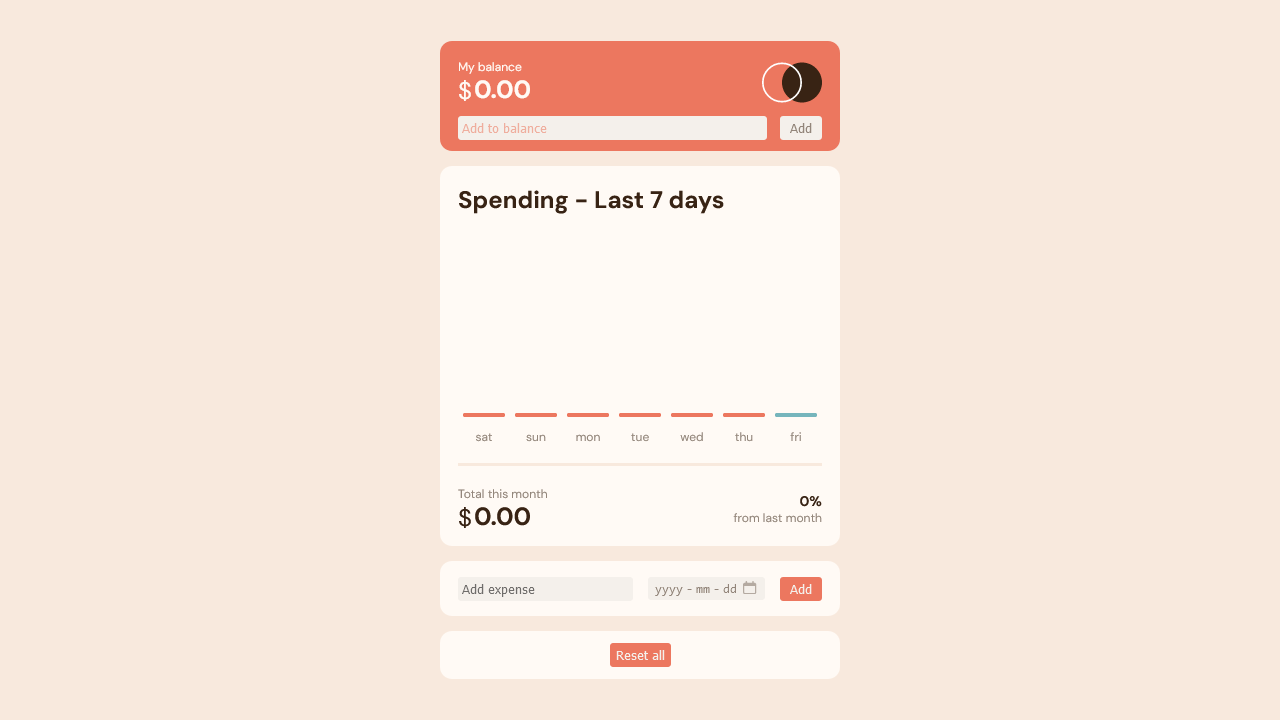 My balance
$0.00
Add to balance
Add
Spending - Last 7 days
sat sun mon tue wed thu fri
Total this month
$0.00
0%
from last month
Add expense
yyyy - mm - dd
Add
Reset all